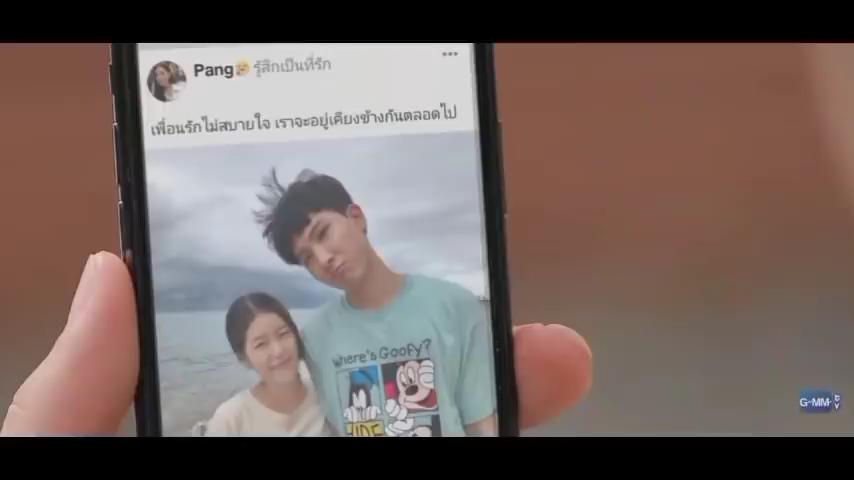 Pang🥰 รู้สึกเป็นที่รัก
เพื่อนรักไม่สบายใจ เราจะอยู่เคียงข้างกันตลอดไป
Where's Goofy?
G-MM-TV